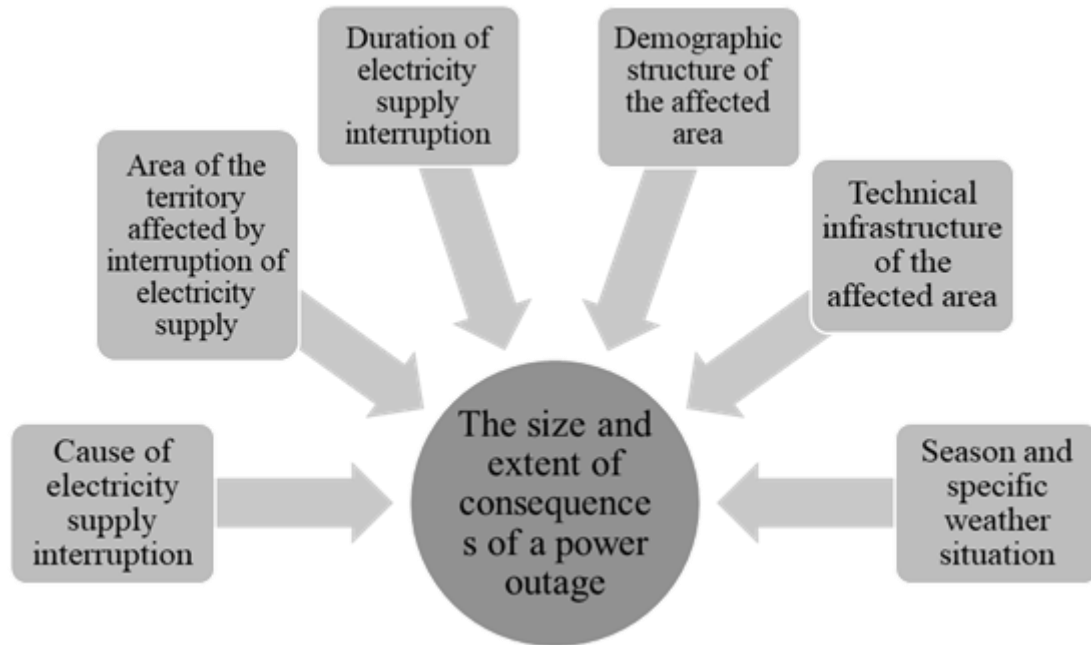 Duration of
electricity
supply
interruption
Demographic
structure of
the affected
area
Area of the
territory
affected by
interruption of
electricity
supply
Technical
infrastructure
of the
affected area
Cause of
electricity
supply
interruption
The size and
extent of
consequence
s of a power
outage
Season and
specific
weather
situation